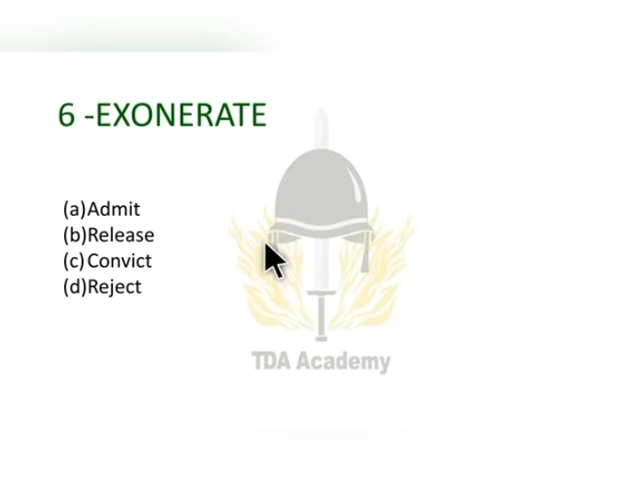 6 -EXONERATE
(a)Admit
(b)Release
(c)Convict
(d)Reject
TDA Academy